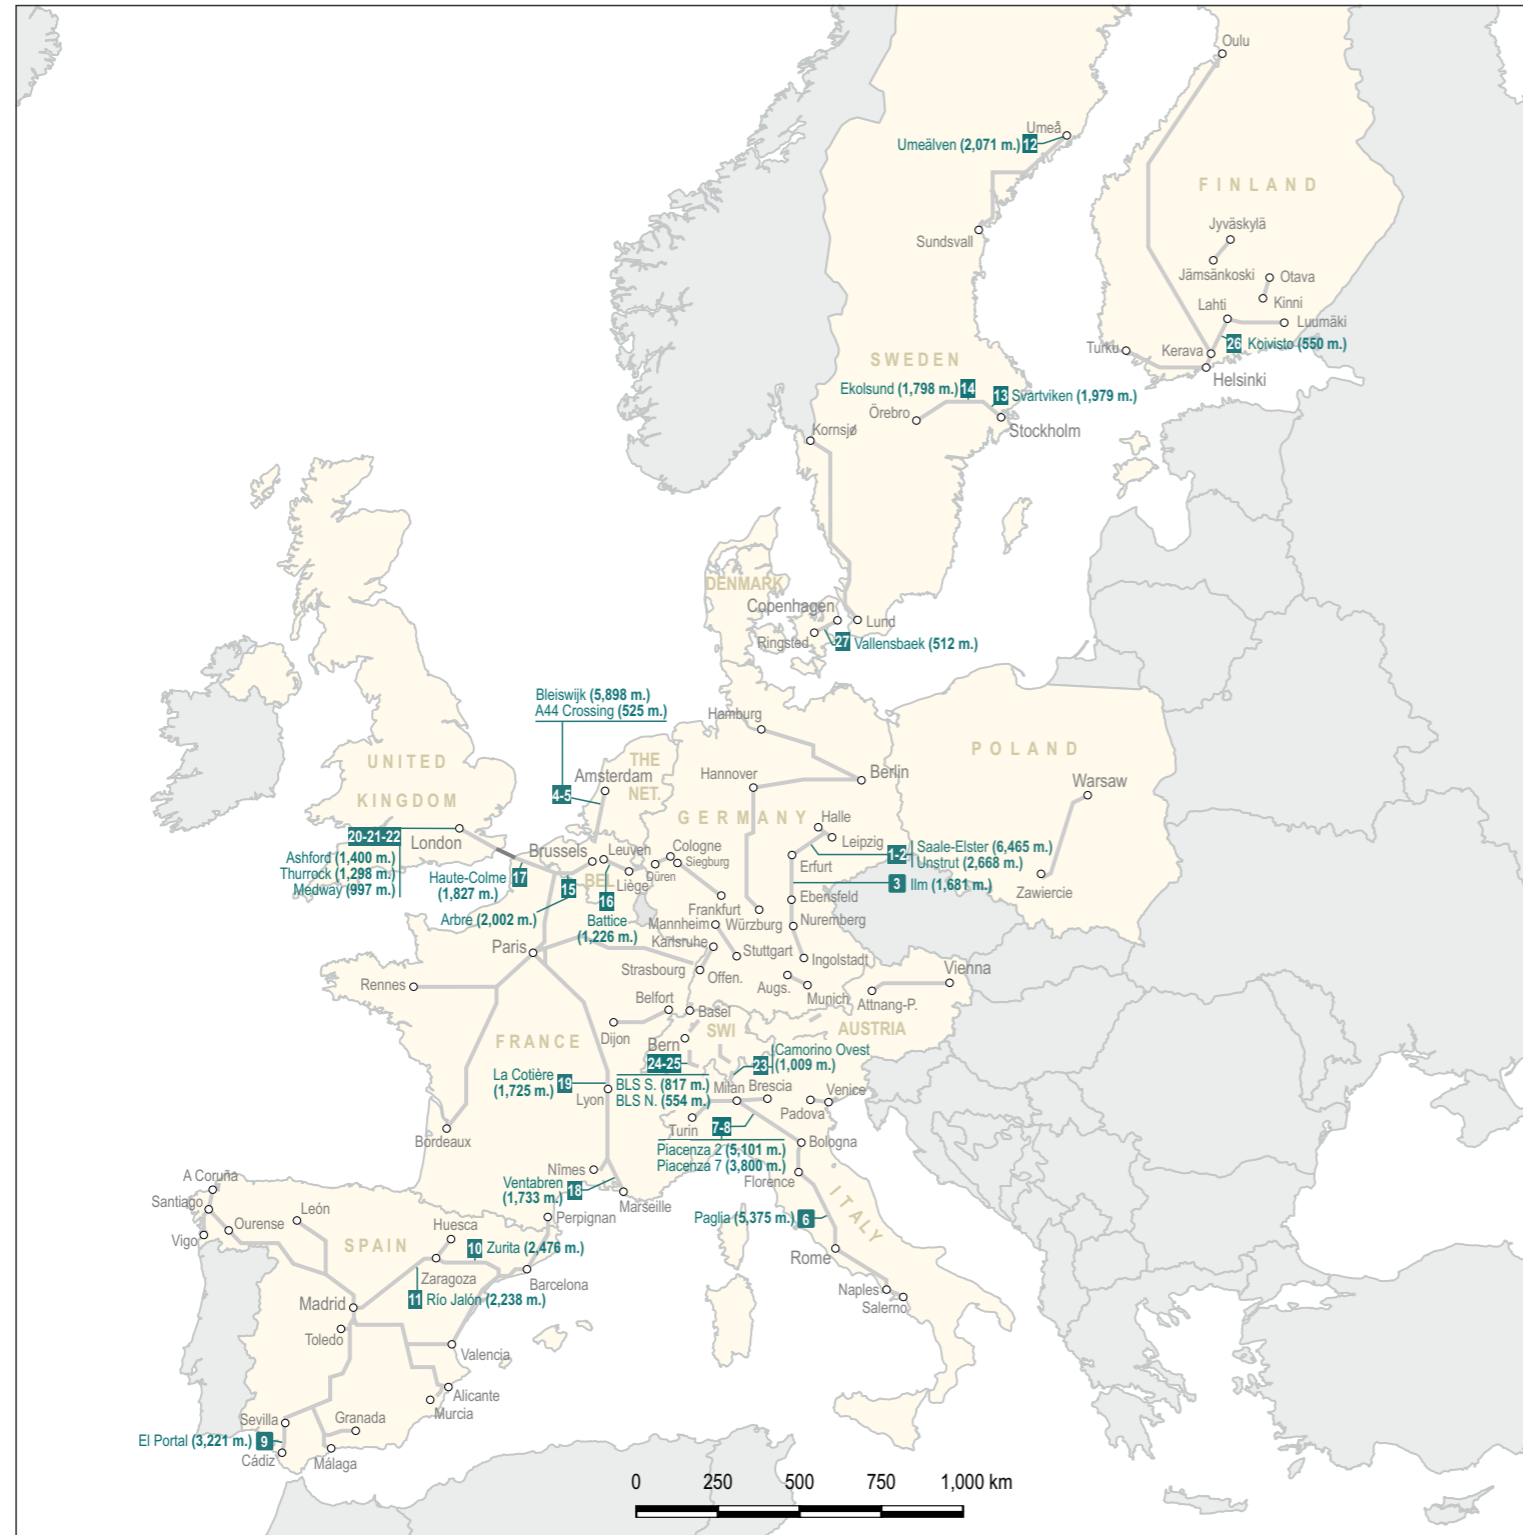 Oulu
Umeå
Umeälven (2,071 m.) 12
FINLAND
Jyväskylä
Sundsvall
Jämsänkoski
Otava
Kinni
Lahti
Luumäki
26 Koivisto (550 m.)
Turku
Kerava
Helsinki
SWEDEN
Ekolsund (1,798 m.) 14
13 Svartviken (1,979 m.)
Örebro
Stockholm
Kornsjø
DENMARK
Copenhagen
Lund
Ringsted
27 Vallensbaek (512 m.)
Bleiswijk (5,898 m.)
A44 Crossing (525 m.)
4-5
Hamburg
POLAND
UNITED
KINGDOM
THE
NET.
Amsterdam
Hannover
Berlin
Warsaw
GERMANY
20-21-22
London
Ashford (1,400 m.)
Thurrock (1,298 m.)
Medway (997 m.)
Halle
Leipzig
Erfurt
1-2
Saale-Elster (6,465 m.)
Unstrut (2,668 m.)
3 Ilm (1,681 m.)
Zawiercie
Brussels
Leuven
Cologne
Siegburg
Düren
BEL
Liège
Haute-Colme
(1,827 m.)
17
15
Arbre (2,002 m.)
16
Battice
(1,226 m.)
Ebensfeld
Frankfurt
Würzburg
Nuremberg
Mannheim
Karlsruhe
Stuttgart
Ingolstadt
Paris
Strasbourg
Offen.
Augs.
Munich
Vienna
Attnang-P.
Rennes
Belfort
Basel
Dijon
Bern
SWI
AUSTRIA
FRANCE
24-25
BLS S. (817 m.)
BLS N. (554 m.)
23
Camorino Ovest
(1,009 m.)
La Cotière
(1,725 m.)
19
Lyon
Milan
Brescia
Venice
Padova
Turin
7-8
Piacenza 2 (5,101 m.)
Piacenza 7 (3,800 m.)
Bologna
Florence
Bordeaux
Nîmes
Ventabren
(1,733 m.)
18
Marseille
ITALY
Paglia (5,375 m.) 6
Rome
Naples
Salerno
A Coruña
Santiago
Vigo
Ourense
León
Huesca
Perpignan
SPAIN
10 Zurita (2,476 m.)
Zaragoza
Barcelona
11 Río Jalón (2,238 m.)
Madrid
Toledo
Valencia
Alicante
Murcia
Sevilla
Granada
El Portal (3,221 m.) 9
Cádiz
Málaga
0 250 500 750 1,000 km